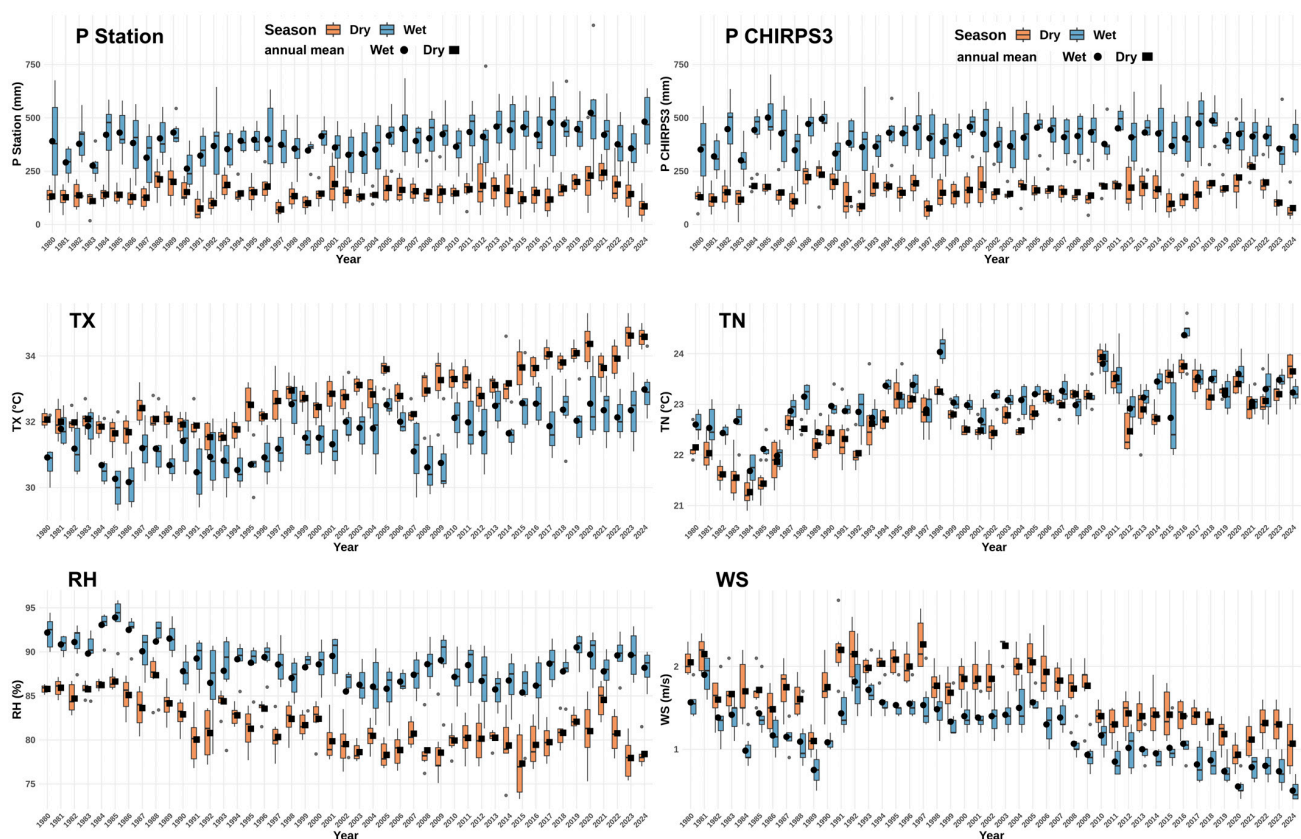 P Station
Season Dry Wet
annual mean Wet Dry
P Station (mm)
750
500
250
0
1980 1981 1982 1983 1984 1985 1986 1987 1988 1989 1990 1991 1992 1993 1994 1995 1996 1997 1998 1999 2000 2001 2002 2003 2004 2005 2006 2007 2008 2009 2010 2011 2012 2013 2014 2015 2016 2017 2018 2019 2020 2021 2022 2023 2024
Year
P CHIRPS3
Season Dry Wet
annual mean Wet Dry
P CHIRPS3 (mm)
750
500
250
0
1980 1981 1982 1983 1984 1985 1986 1987 1988 1989 1990 1991 1992 1993 1994 1995 1996 1997 1998 1999 2000 2001 2002 2003 2004 2005 2006 2007 2008 2009 2010 2011 2012 2013 2014 2015 2016 2017 2018 2019 2020 2021 2022 2023 2024
Year
TX
TX (°C)
34
32
30
1980 1981 1982 1983 1984 1985 1986 1987 1988 1989 1990 1991 1992 1993 1994 1995 1996 1997 1998 1999 2000 2001 2002 2003 2004 2005 2006 2007 2008 2009 2010 2011 2012 2013 2014 2015 2016 2017 2018 2019 2020 2021 2022 2023 2024
Year
TN
TN (°C)
24
23
22
21
1980 1981 1982 1983 1984 1985 1986 1987 1988 1989 1990 1991 1992 1993 1994 1995 1996 1997 1998 1999 2000 2001 2002 2003 2004 2005 2006 2007 2008 2009 2010 2011 2012 2013 2014 2015 2016 2017 2018 2019 2020 2021 2022 2023 2024
Year
RH
RH (%)
95
90
85
80
75
1980 1981 1982 1983 1984 1985 1986 1987 1988 1989 1990 1991 1992 1993 1994 1995 1996 1997 1998 1999 2000 2001 2002 2003 2004 2005 2006 2007 2008 2009 2010 2011 2012 2013 2014 2015 2016 2017 2018 2019 2020 2021 2022 2023 2024
Year
WS
WS (m/s)
2
1
1980 1981 1982 1983 1984 1985 1986 1987 1988 1989 1990 1991 1992 1993 1994 1995 1996 1997 1998 1999 2000 2001 2002 2003 2004 2005 2006 2007 2008 2009 2010 2011 2012 2013 2014 2015 2016 2017 2018 2019 2020 2021 2022 2023 2024
Year